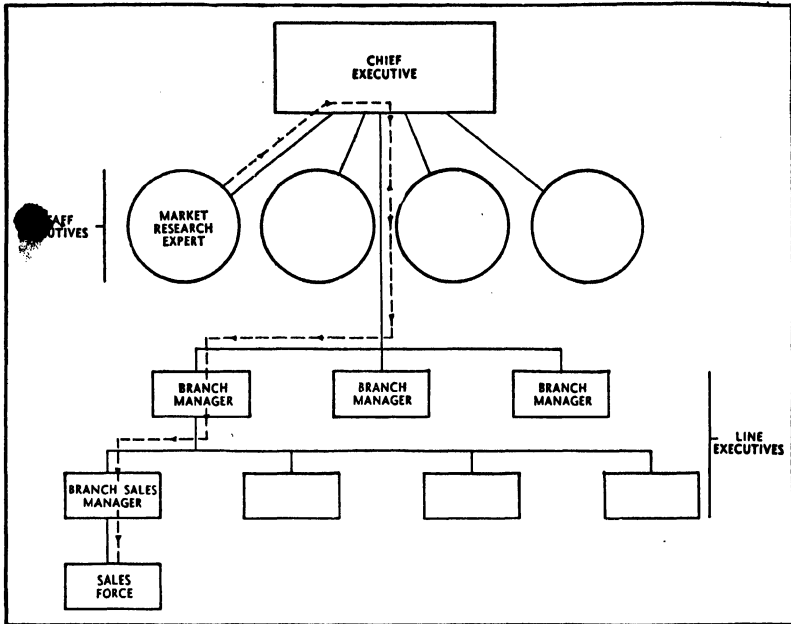 CHIEF
EXECUTIVE
MARKET
RESEARCH
EXPERT
BRANCH
MANAGER
BRANCH
MANAGER
BRANCH
MANAGER
LINE
EXECUTIVES
BRANCH SALES
MANAGER
SALES
FORCE